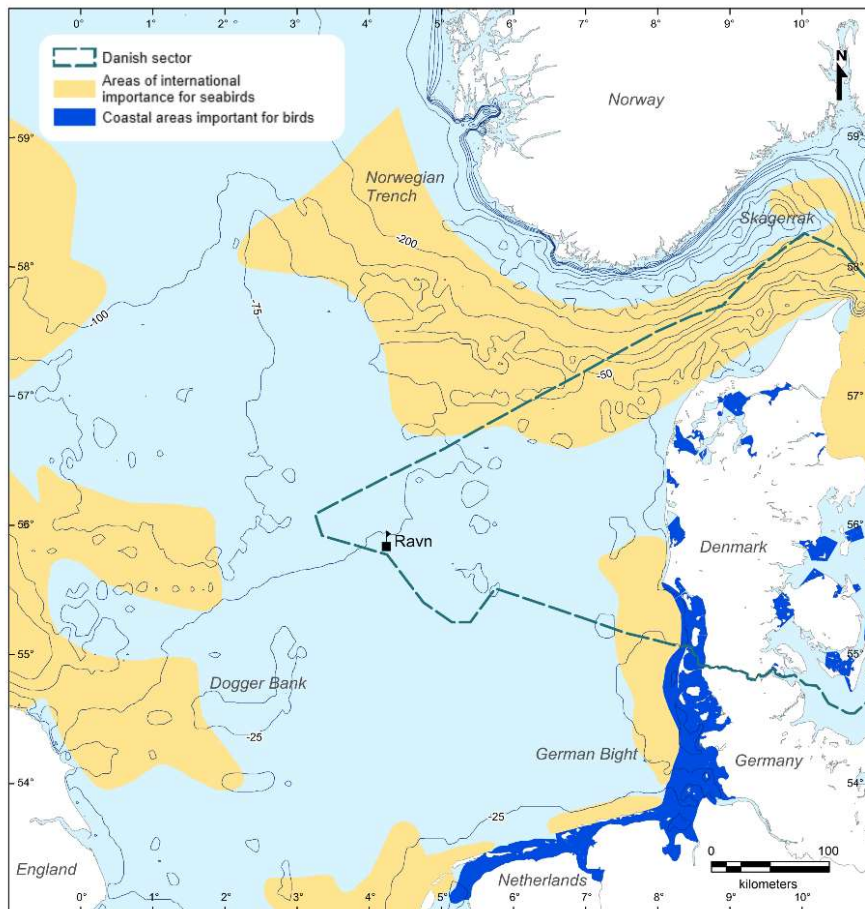 0° 1° 2° 3° 4° 5° 6° 7° 8° 9° 10°
Danish sector
Areas of international
importance for seabirds
Coastal areas important for birds
N
Norway
59° 59°
Norwegian
Trench
Skagerrak
-200
58° 58°
-75
-100
-50
57° 57°
56° 56°
Ravn
Denmark
55° 55°
Dogger Bank
-25
German Bight
Germany
54° 54°
-25
0 100
kilometers
England
Netherlands
0° 1° 2° 3° 4° 5° 6° 7° 8° 9° 10°